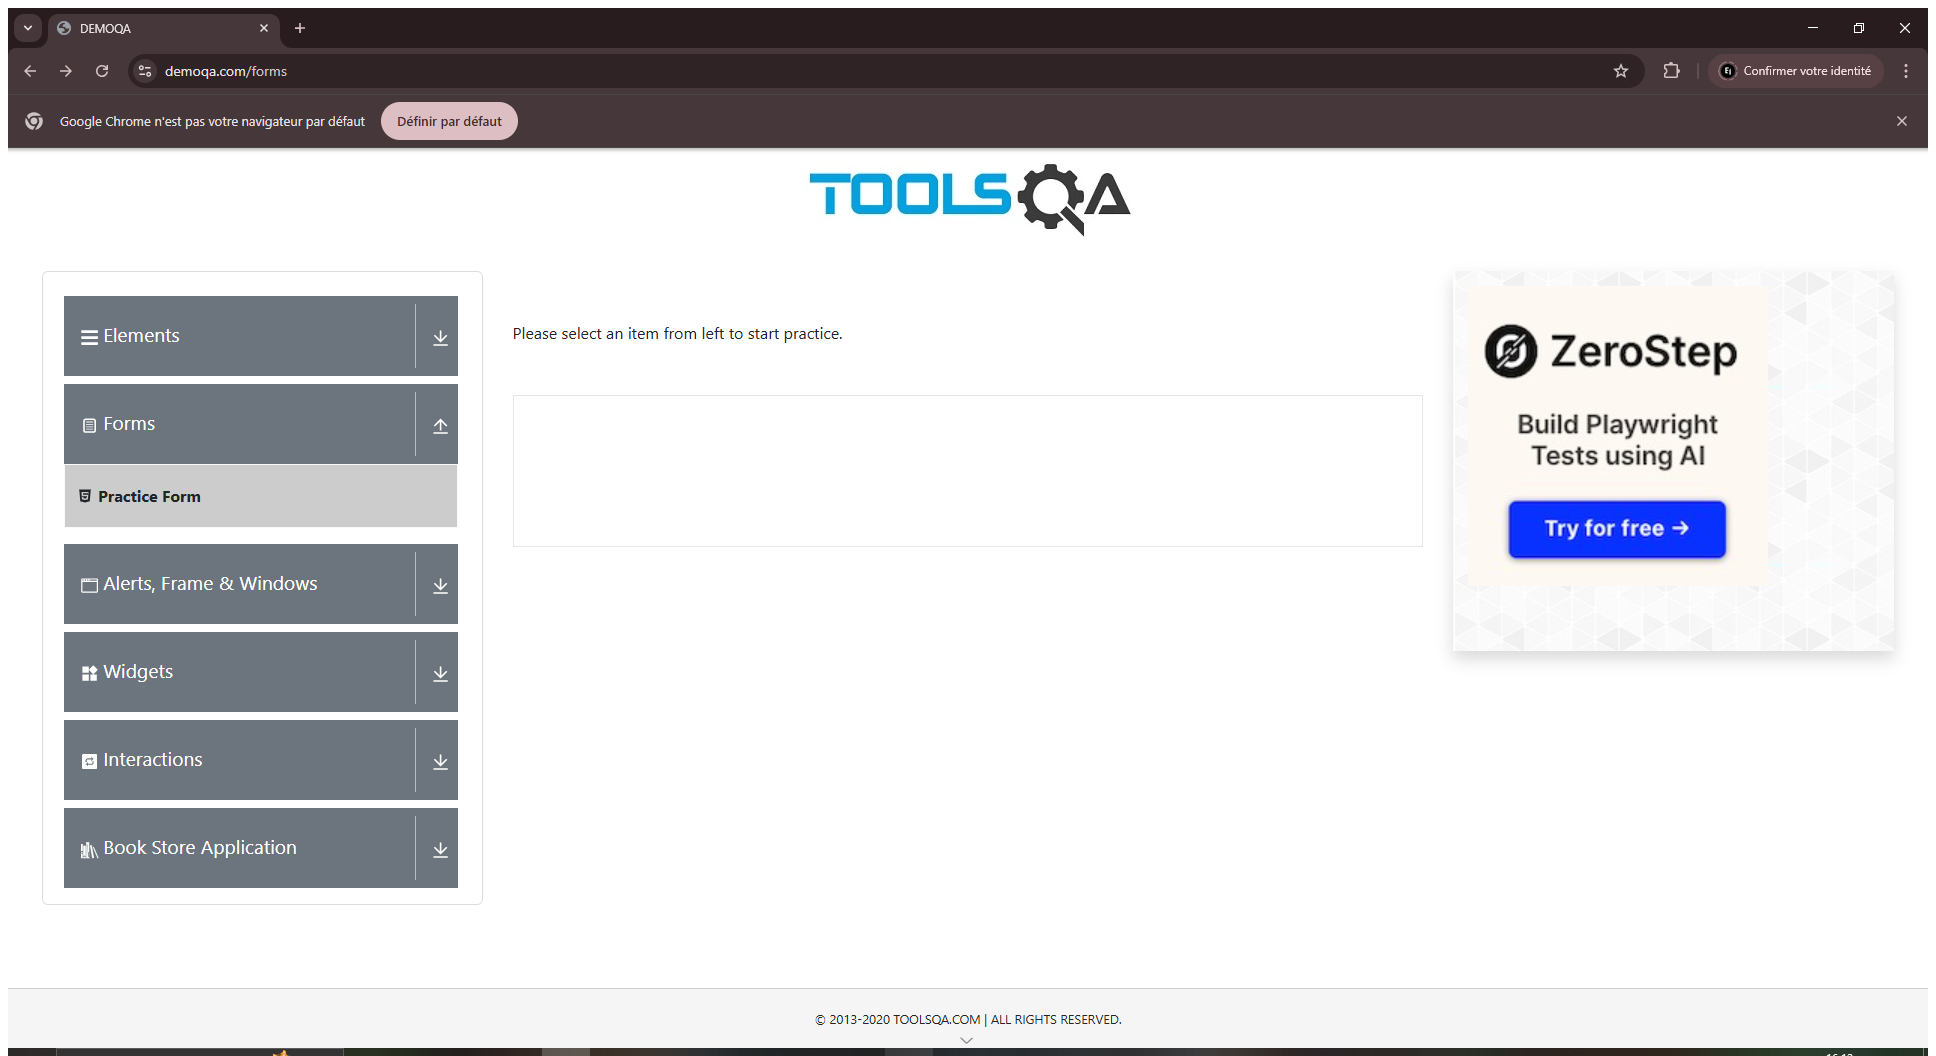 DEMOQA
demoqa.com/forms
Confirmer votre identité
Google Chrome n'est pas votre navigateur par défaut
Définir par défaut
TOOLSQA
Elements
Forms
Practice Form
Alerts, Frame & Windows
Widgets
Interactions
Book Store Application
Please select an item from left to start practice.
ZeroStep
Build Playwright
Tests using AI
Try for free →
© 2013-2020 TOOLSQA.COM | ALL RIGHTS RESERVED.